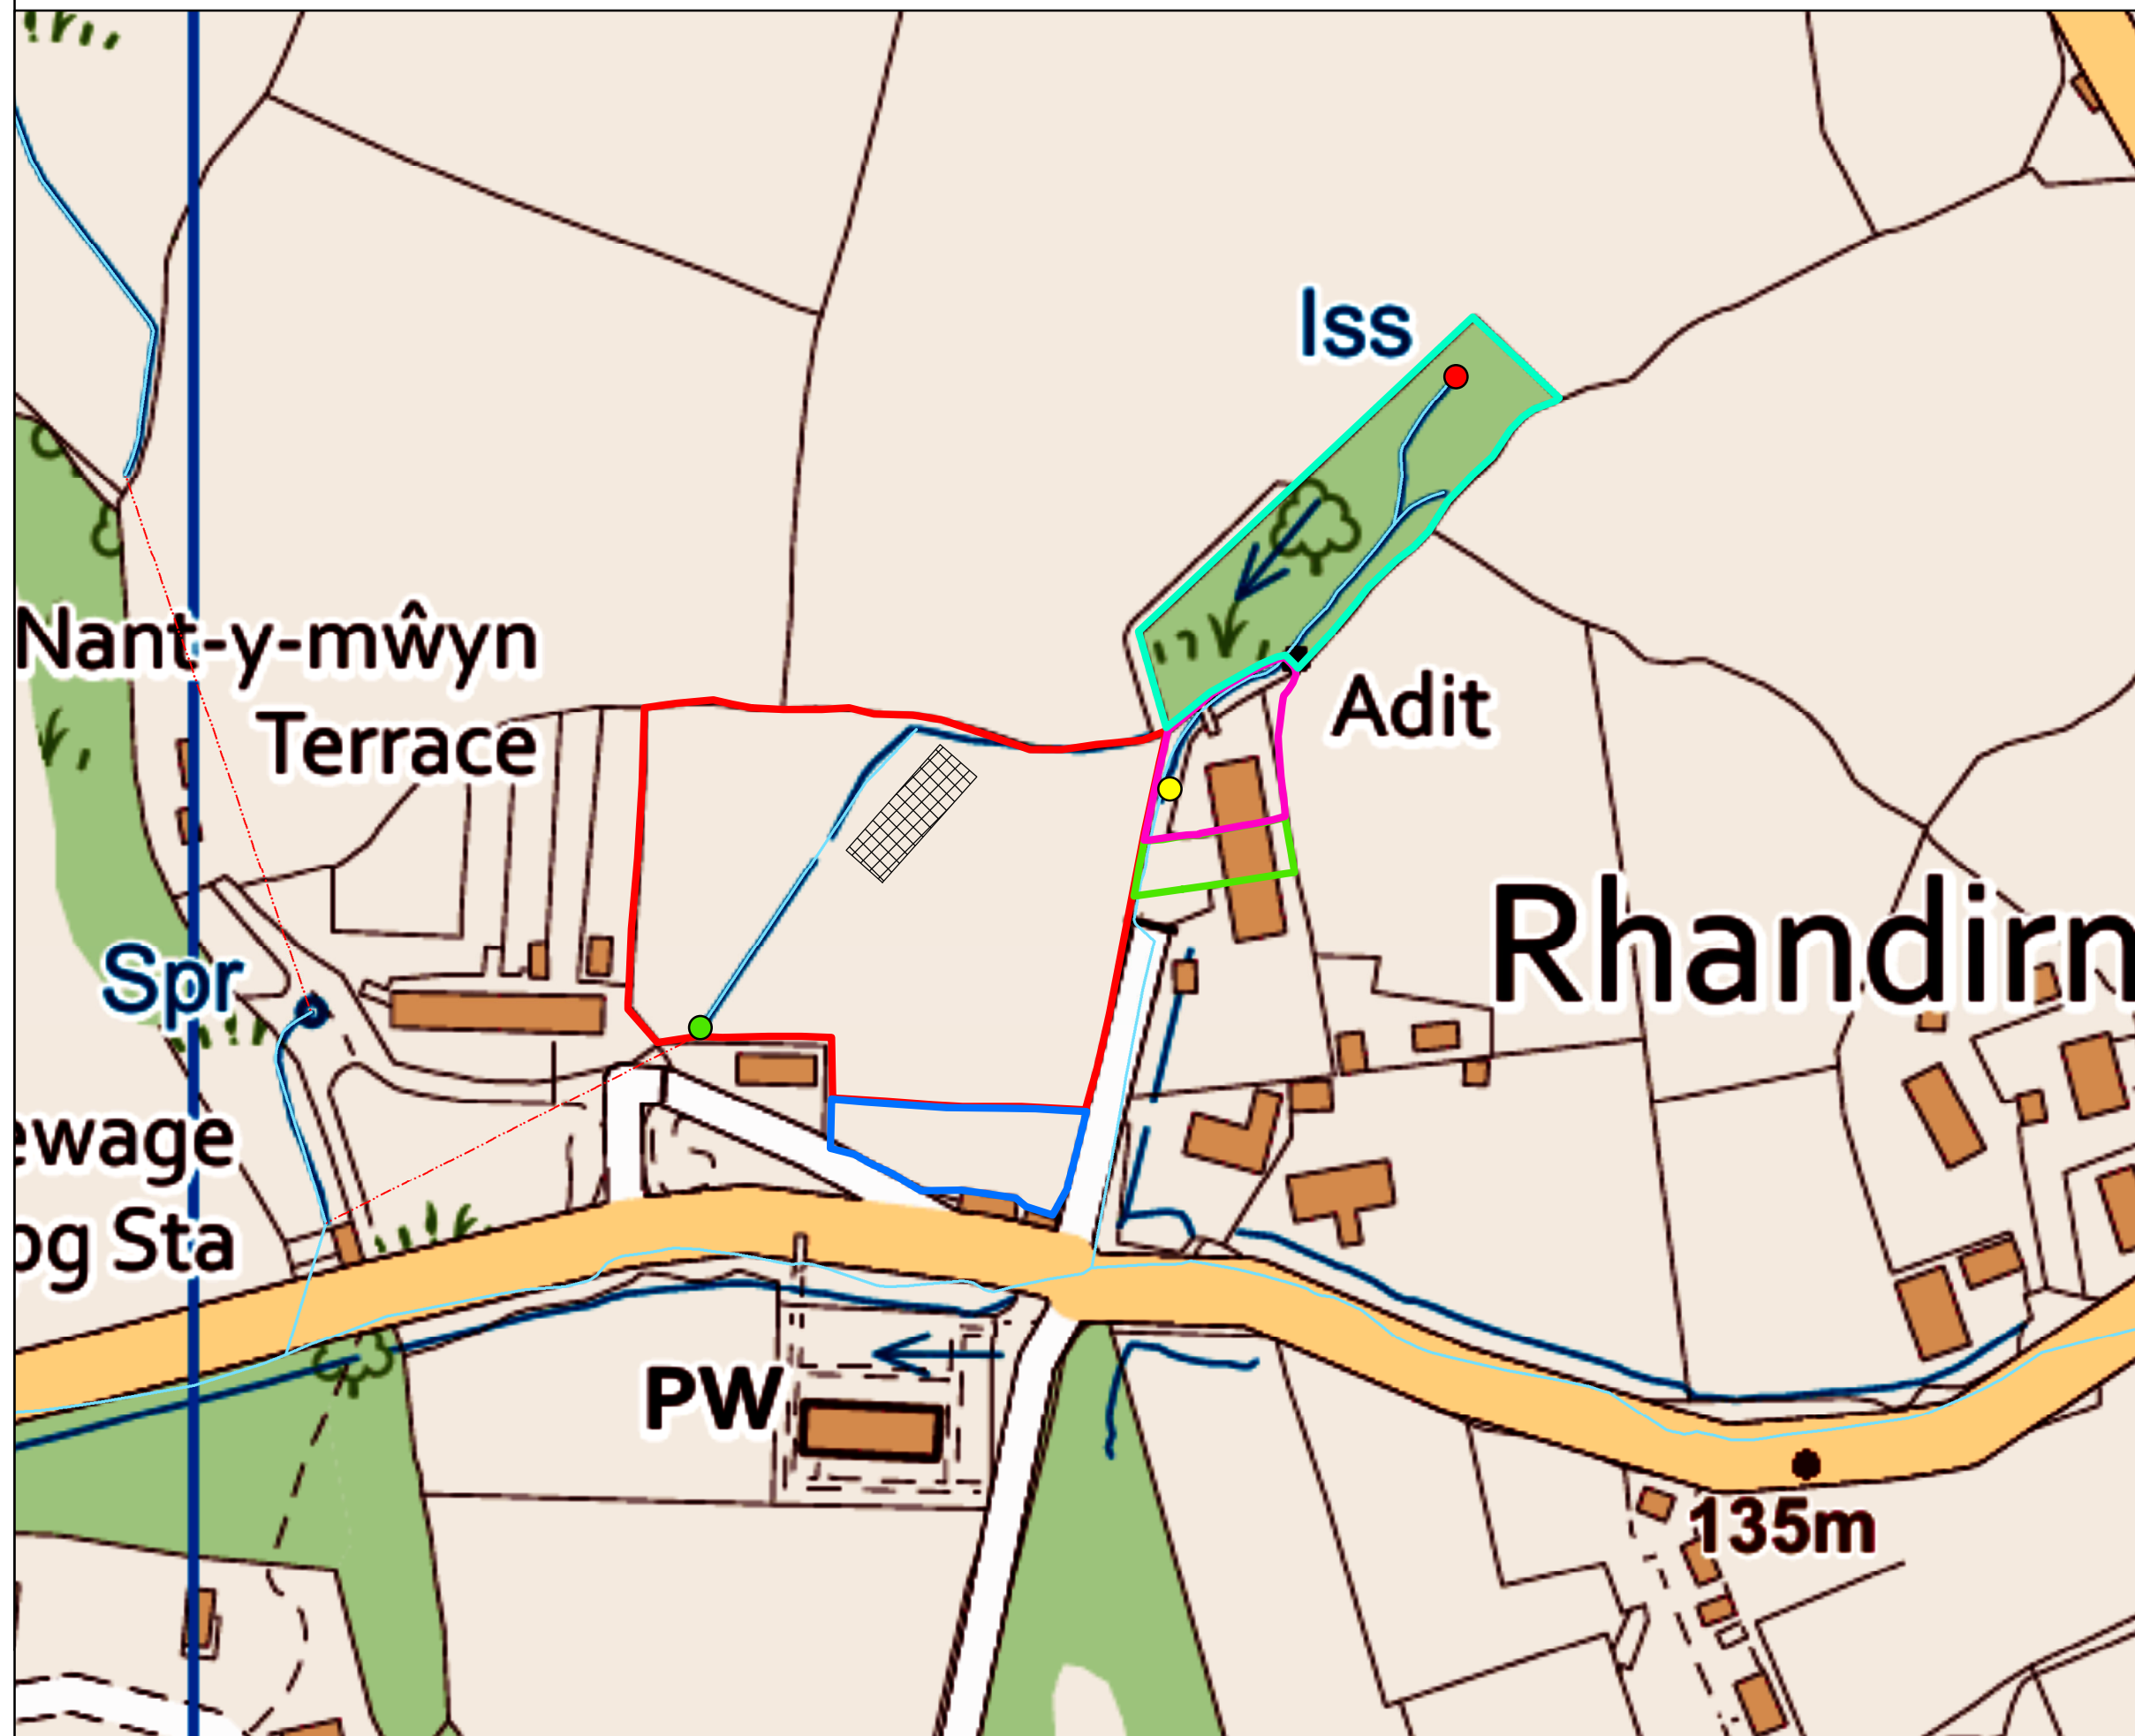 Iss
Nant-y-mŵyn
Terrace
Adit
Rhandirn
Spr
ewage
og Sta
PW
135m